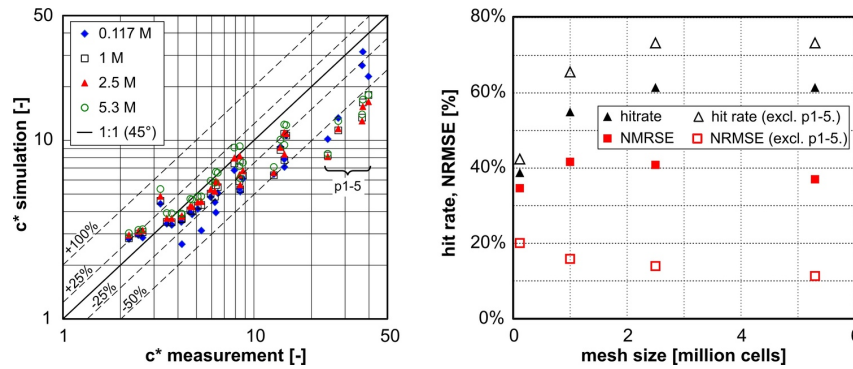 50
10
1
c* simulation [-]
0.117 M
1 M
2.5 M
5.3 M
1:1 (45°)
+100%
+25%
-25%
-50%
p1-5
1
10
50
c* measurement [-]
80%
60%
40%
20%
0%
hit rate, NRMSE [%]
hitrate
hit rate (excl. p1-5.)
NMRSE
NRMSE (excl. p1-5.)
0
2
4
6
mesh size [million cells]